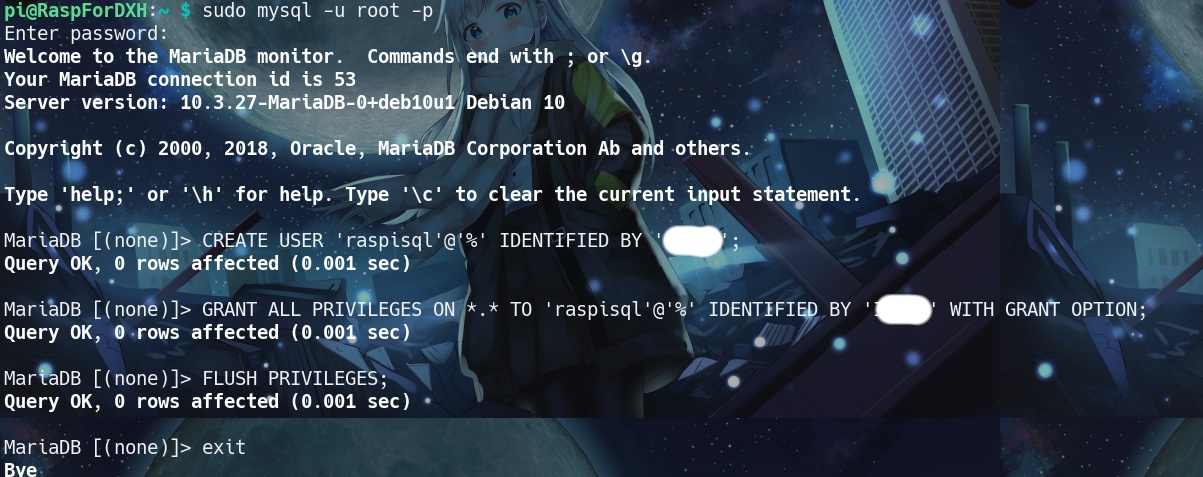 pi@RaspForDXH:~ $ sudo mysql -u root -p
Enter password:
Welcome to the MariaDB monitor.  Commands end with ; or \g.
Your MariaDB connection id is 53
Server version: 10.3.27-MariaDB-0+deb10u1 Debian 10

Copyright (c) 2000, 2018, Oracle, MariaDB Corporation Ab and others.

Type 'help;' or '\h' for help. Type '\c' to clear the current input statement.

MariaDB [(none)]> CREATE USER 'raspisql'@'%' IDENTIFIED BY '';
Query OK, 0 rows affected (0.001 sec)

MariaDB [(none)]> GRANT ALL PRIVILEGES ON *.* TO 'raspisql'@'%' IDENTIFIED BY '' WITH GRANT OPTION;
Query OK, 0 rows affected (0.001 sec)

MariaDB [(none)]> FLUSH PRIVILEGES;
Query OK, 0 rows affected (0.001 sec)

MariaDB [(none)]> exit
Bye